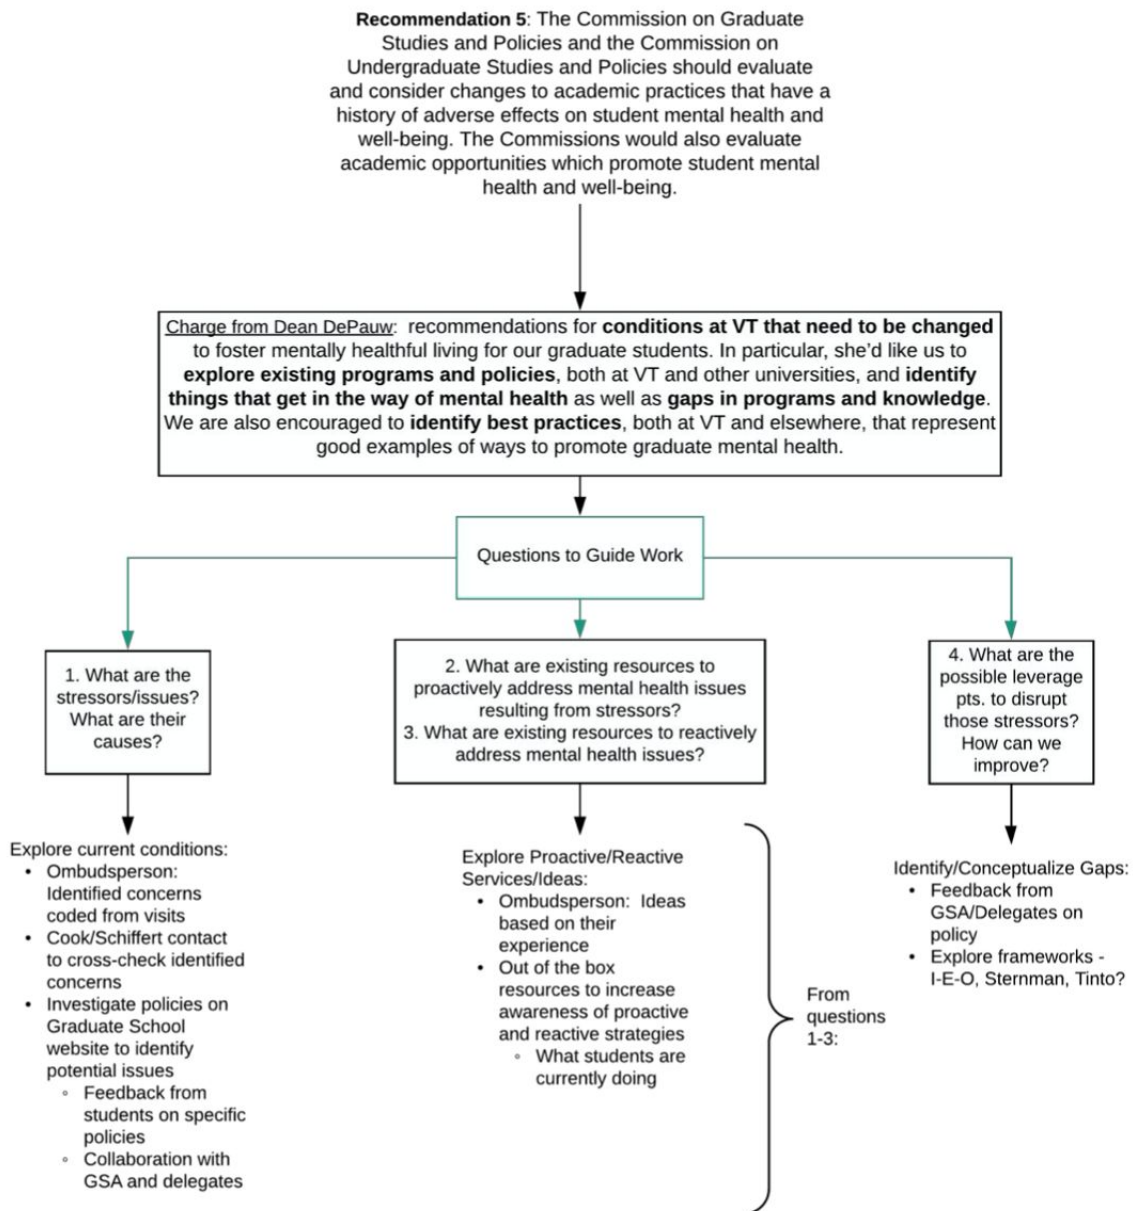 Recommendation 5: The Commission on Graduate
Studies and Policies and the Commission on
Undergraduate Studies and Policies should evaluate
and consider changes to academic practices that have a
history of adverse effects on student mental health and
well-being. The Commissions would also evaluate
academic opportunities which promote student mental
health and well-being.
Charge from Dean DePauw: recommendations for conditions at VT that need to be changed
to foster mentally healthful living for our graduate students. In particular, she'd like us to
explore existing programs and policies, both at VT and other universities, and identify
things that get in the way of mental health as well as gaps in programs and knowledge.
We are also encouraged to identify best practices, both at VT and elsewhere, that represent
good examples of ways to promote graduate mental health.
Questions to Guide Work
1. What are the
stressors/issues?
What are their
causes?
2. What are existing resources to
proactively address mental health issues
resulting from stressors?
3. What are existing resources to reactively
address mental health issues?
4. What are the
possible leverage
pts. to disrupt
those stressors?
How can we
improve?
Explore current conditions:
• Ombudsperson:
Identified concerns
coded from visits
• Cook/Schiffert contact
to cross-check identified
concerns
• Investigate policies on
Graduate School
website to identify
potential issues
◦ Feedback from
students on specific
policies
◦ Collaboration with
GSA and delegates
Explore Proactive/Reactive
Services/Ideas:
• Ombudsperson: Ideas
based on their
experience
• Out of the box
resources to increase
awareness of proactive
and reactive strategies
◦ What students are
currently doing
From
questions
1-3:
Identify/Conceptualize Gaps:
• Feedback from
GSA/Delegates on
policy
• Explore frameworks -
I-E-O, Sternman, Tinto?